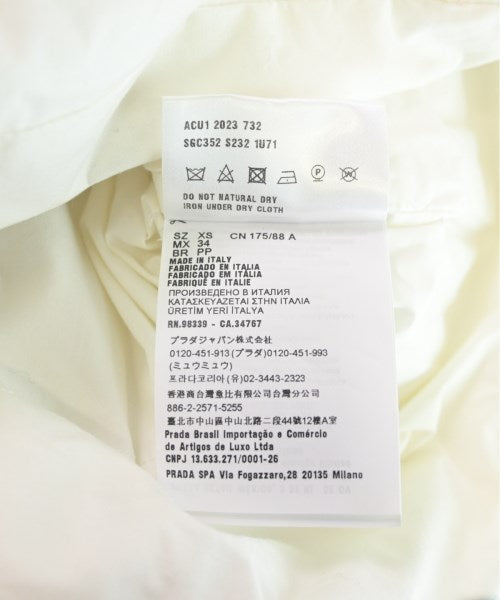 ACU1 2023 732
SGC352 S232 1U71
P
W
DO NOT NATURAL DRY
IRON UNDER DRY CLOTH
SZ XS CN 175/88 A
MX 34
BR PP
MADE IN ITALY
FABRICADO EN ITALIA
FABRICADO EM ITÁLIA
FABRIQUÉ EN ITALIE
ПРОИЗВЕДЕНО В ИТАЛИЯ
ΚΑΤΑΣΚΕΥΑΖΕΤΑΙ ΣΤΗΝ ΙΤΑΛΙΑ
ÜRETİM YERİ İTALYA
RN.98339 - CA.34767
プラダジャパン株式会社
0120-451-913 (プラダ)0120-451-993
(ミュウミュウ)
프라다코리아(유)02-3443-2323
香港商台灣意比公司台灣分公司
886-2-2571-5255
臺北市中山區中山北路二段44號12樓A室
Prada Brasil Importação e Comércio
de Artigos de Luxo Ltda
CNPJ 13.633.271/0001-26
PRADA SPA Via Fogazzaro,28 20135 Milano